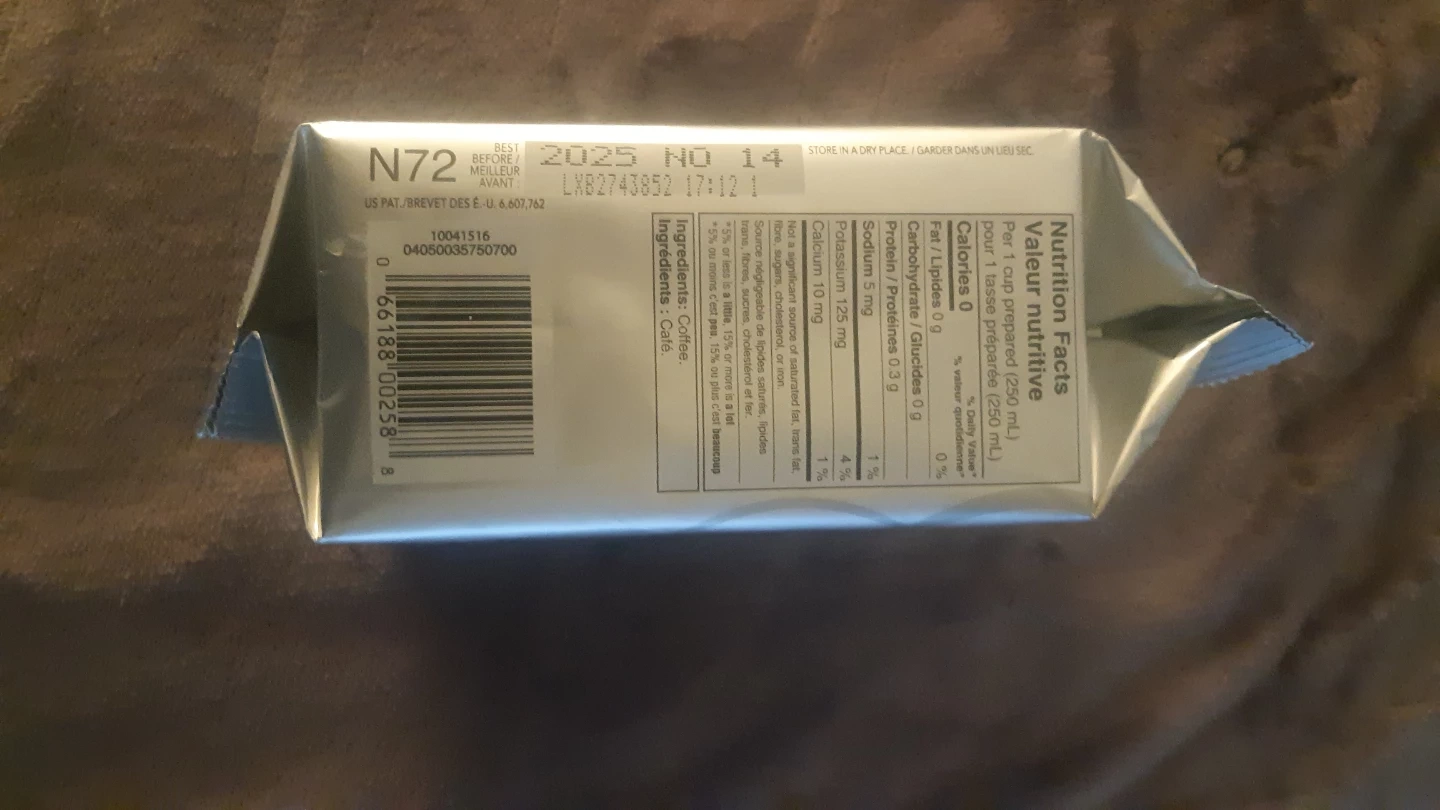 N72
BEST
BEFORE /
MEILLEUR
AVANT :
2025 NO 14
LXB2743852 17:12 1
STORE IN A DRY PLACE. / GARDER DANS UN LIEU SEC.
US PAT./BREVET DES É.-U. 6,607,762
10041516
04050035750700
0 66188 00258 8
Nutrition Facts
Valeur nutritive
Per 1 cup prepared (250 mL)
pour 1 tasse préparée (250 mL)
% Daily Value*
Calories 0 % valeur quotidienne*
Fat / Lipides 0 g 0 %
Carbohydrate / Glucides 0 g
Protein / Protéines 0.3 g
Sodium 5 mg 1 %
Potassium 125 mg 4 %
Calcium 10 mg 1 %
Not a significant source of saturated fat, trans fat,
fibre, sugars, cholesterol, or iron.
Source négligeable de lipides saturés, lipides
trans, fibres, sucres, cholestérol et fer.
*5% or less is a little, 15% or more is a lot
*5% ou moins c'est peu, 15% ou plus c'est beaucoup
Ingredients: Coffee.
Ingrédients : Café.